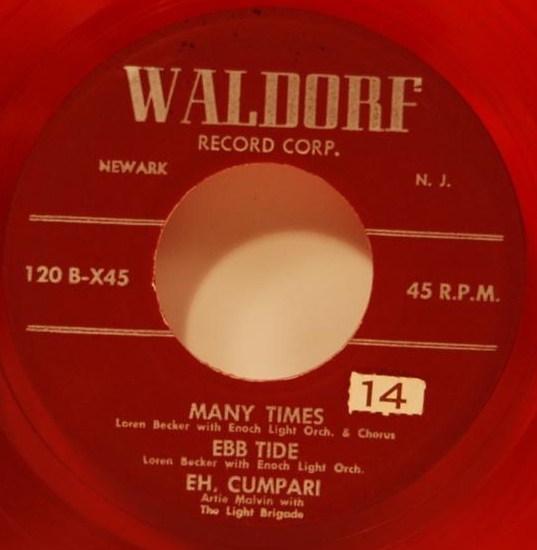 WALDORF
RECORD CORP.
NEWARK N. J.
120 B-X45 45 R.P.M.
14
MANY TIMES
Loren Becker with Enoch Light Orch. & Chorus
EBB TIDE
Loren Becker with Enoch Light Orch.
EH, CUMPARI
Artie Malvin with
The Light Brigade